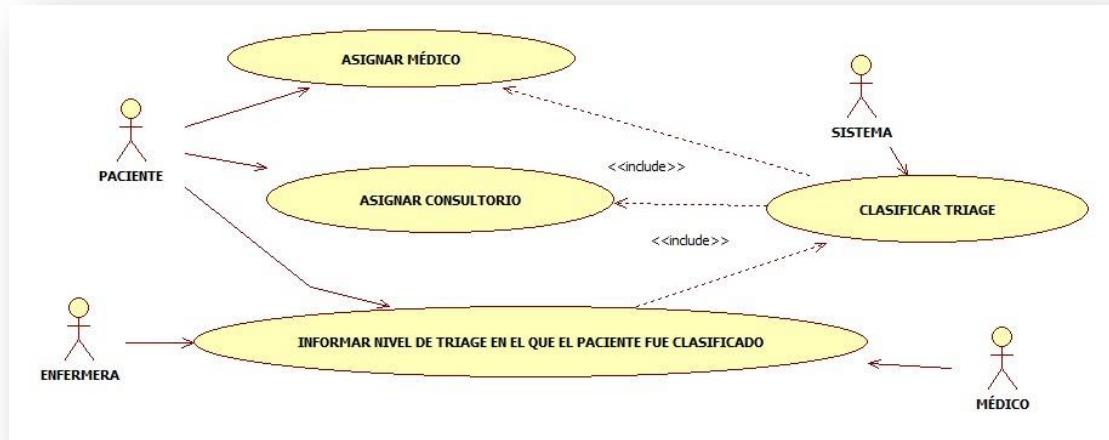 ASIGNAR MÉDICO
SISTEMA
PACIENTE
<<include>>
ASIGNAR CONSULTORIO
CLASIFICAR TRIAGE
<<include>>
INFORMAR NIVEL DE TRIAGE EN EL QUE EL PACIENTE FUE CLASIFICADO
ENFERMERA
MÉDICO